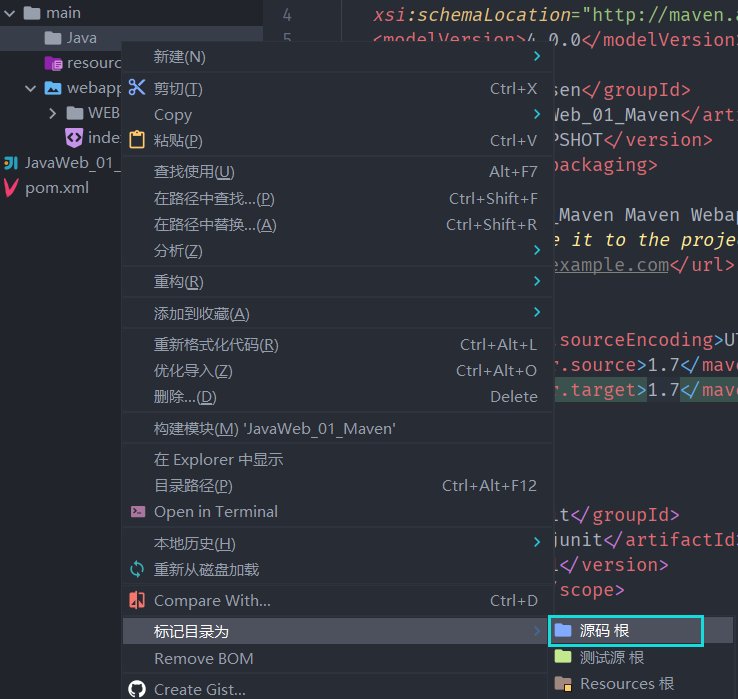 main
Java
resourc
webapp
WEB
inde
JavaWeb_01_
pom.xml
4
xsi:schemaLocation="http://maven.a
5
<modelVersion>4.0.0</modelVersion>
sen</groupId>
Web_01_Maven</arti
PSHOT</version>
packaging>
_Maven Maven Webap
e it to the proje
example.com</url>
.sourceEncoding>UT
r.source>1.7</mave
r.target>1.7</mave
it</groupId>
junit</artifactId>
</version>
/scope>
新建(N)
剪切(T) Ctrl+X
Copy
粘贴(P) Ctrl+V
查找使用(U) Alt+F7
在路径中查找...(P) Ctrl+Shift+F
在路径中替换...(A) Ctrl+Shift+R
分析(Z)
重构(R)
添加到收藏(A)
重新格式化代码(R) Ctrl+Alt+L
优化导入(Z) Ctrl+Alt+O
删除...(D) Delete
构建模块(M) 'JavaWeb_01_Maven'
在 Explorer 中显示
目录路径(P) Ctrl+Alt+F12
Open in Terminal
本地历史(H)
重新从磁盘加载
Compare With... Ctrl+D
标记目录为
Remove BOM
Create Gist...
源码 根
测试源 根
Resources 根